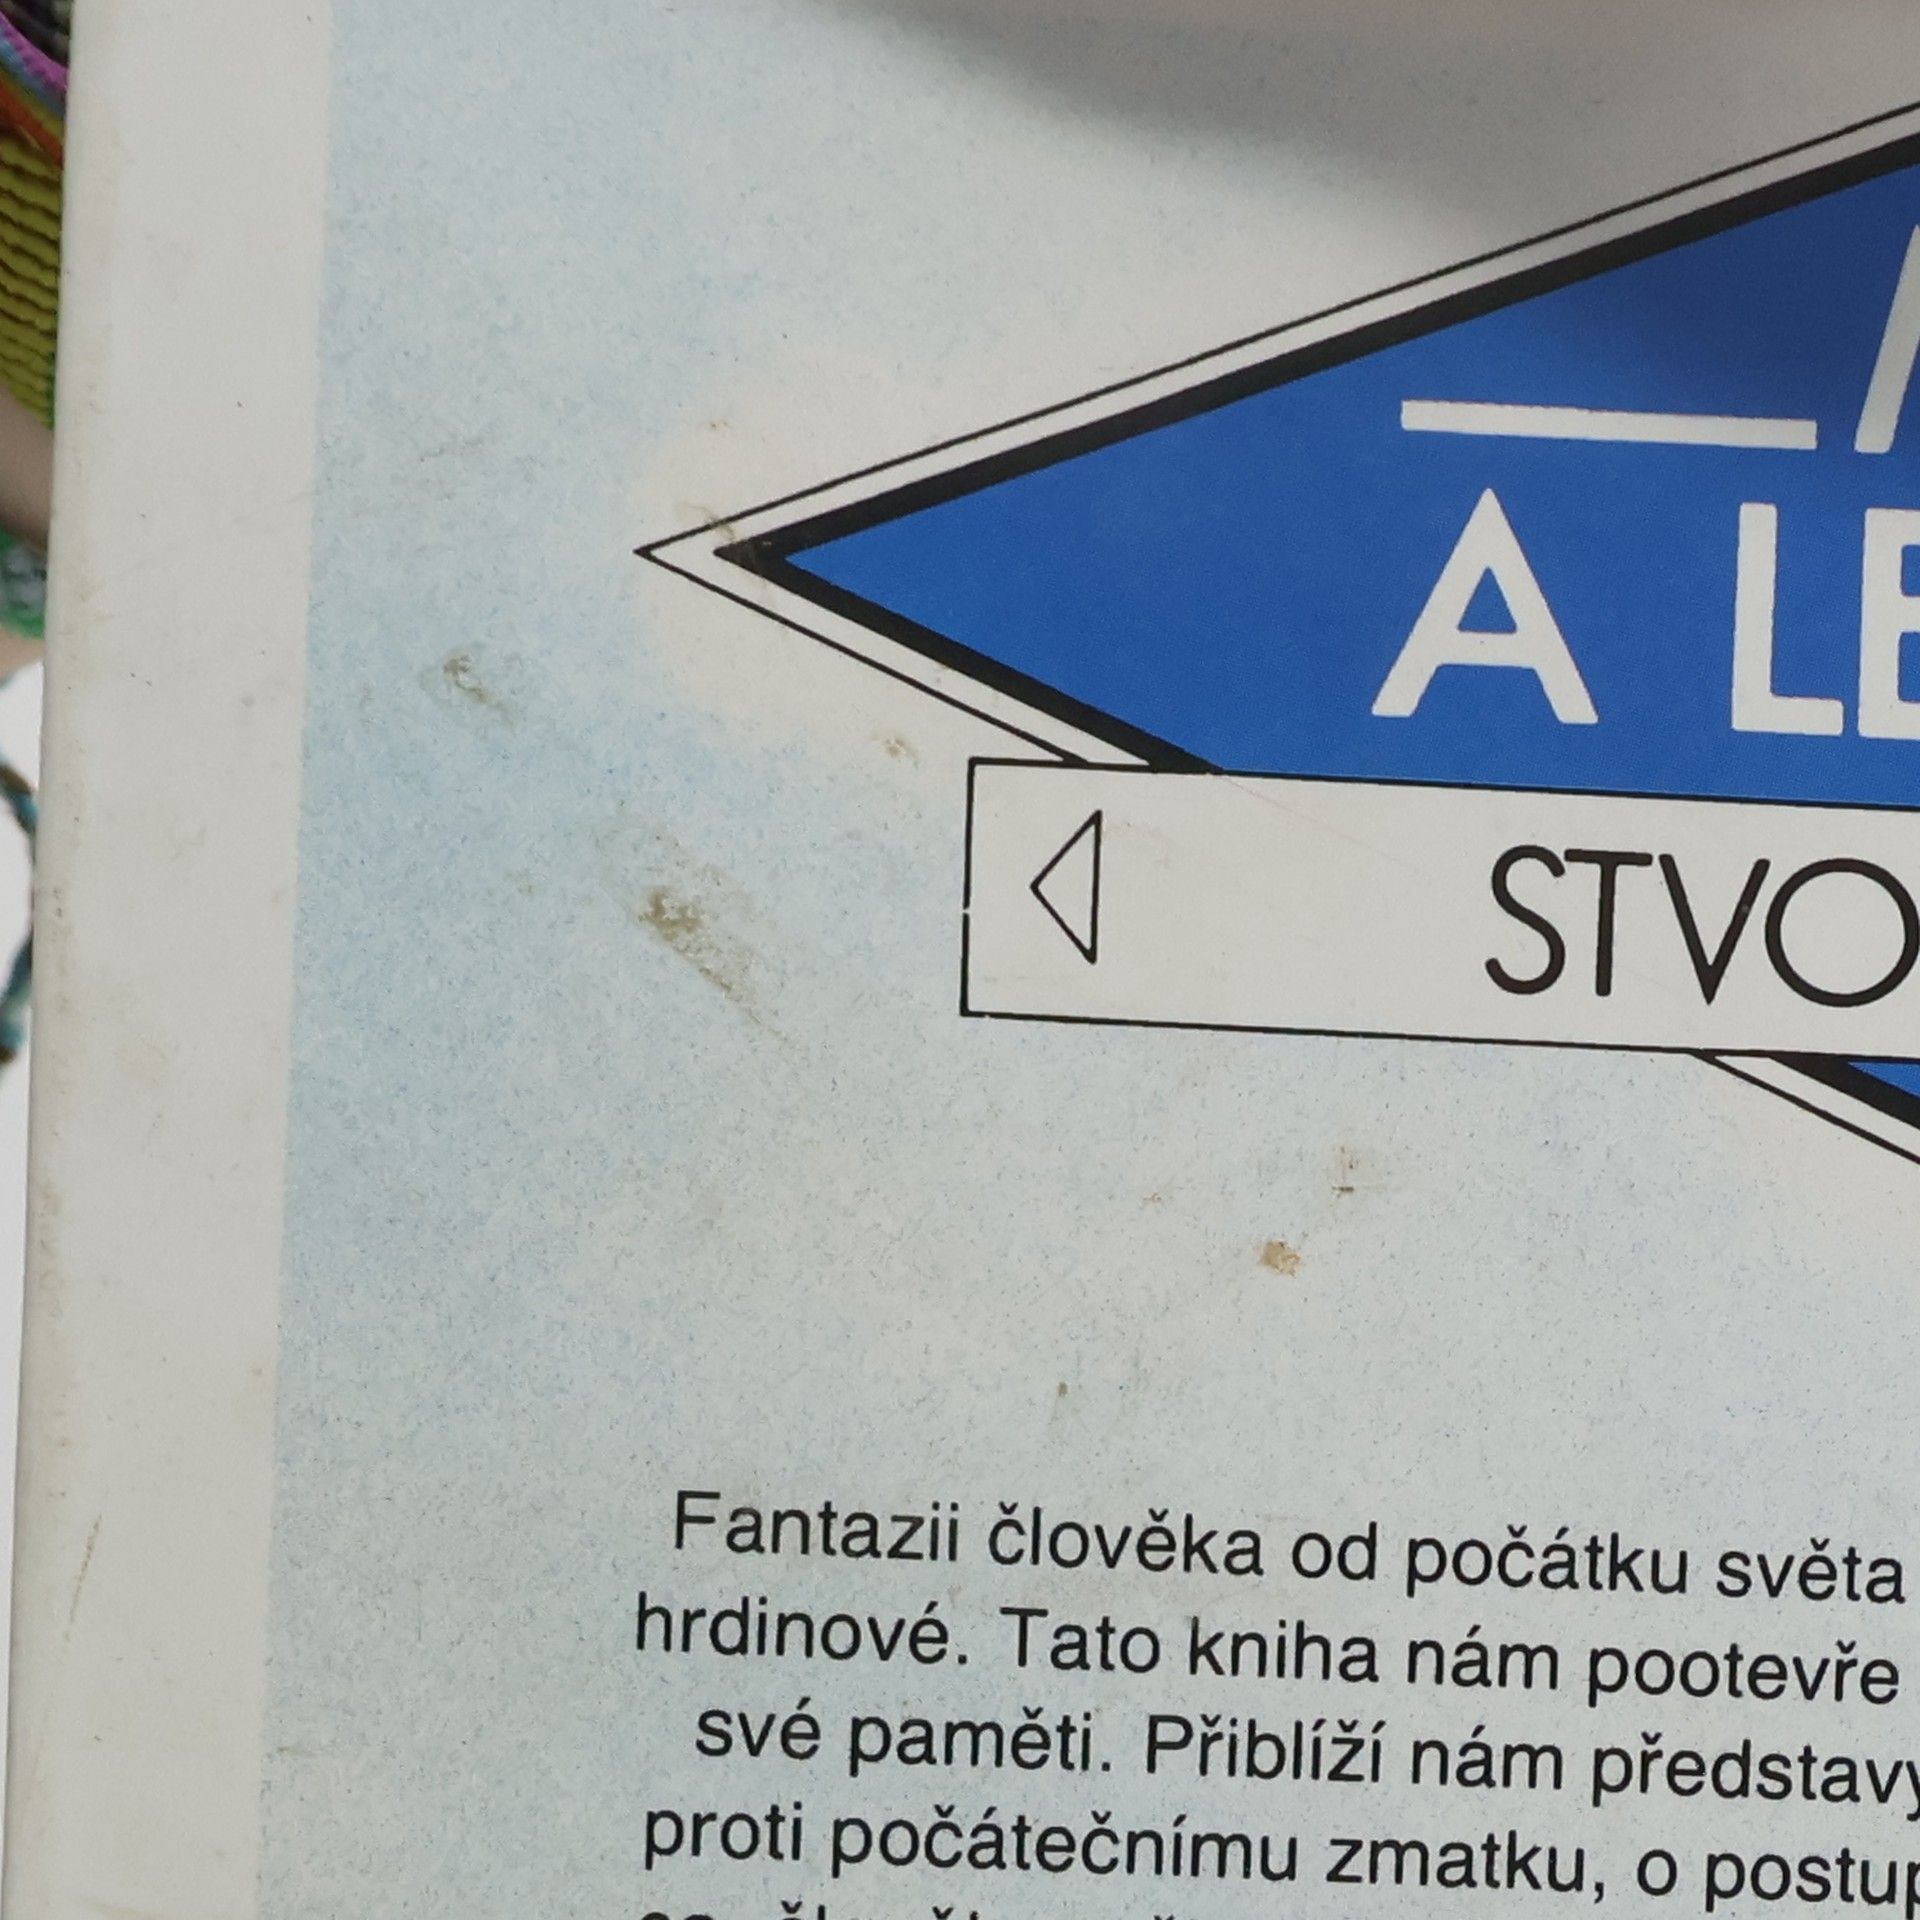 A LE
STVO
Fantazii člověka od počátku světa
hrdinové. Tato kniha nám pootevře
své paměti. Přiblíží nám představy
proti počátečnímu zmatku, o postup